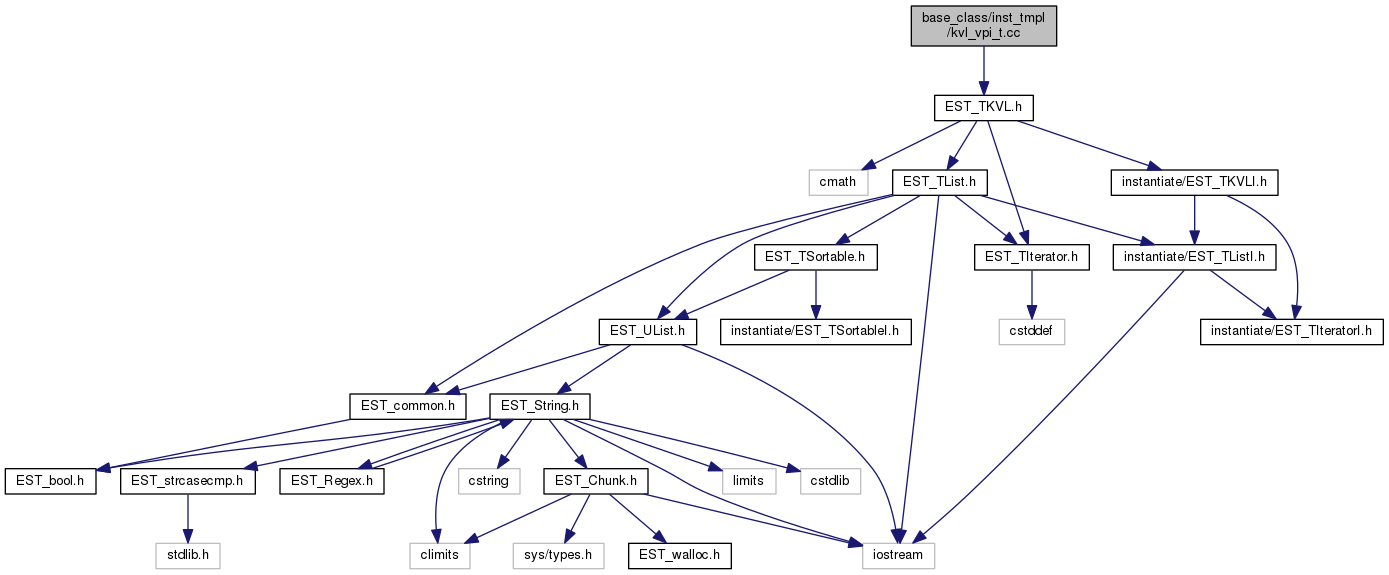 base_class/inst_tmpl
/kvl_vpi_t.cc
EST_TKVL.h
cmath
EST_TList.h
instantiate/EST_TKVLI.h
EST_TSortable.h
EST_TIterator.h
instantiate/EST_TListI.h
EST_UList.h
instantiate/EST_TSortableI.h
cstddef
instantiate/EST_TIteratorI.h
EST_common.h
EST_String.h
EST_bool.h
EST_strcasecmp.h
EST_Regex.h
cstring
EST_Chunk.h
limits
cstdlib
stdlib.h
climits
sys/types.h
EST_walloc.h
iostream